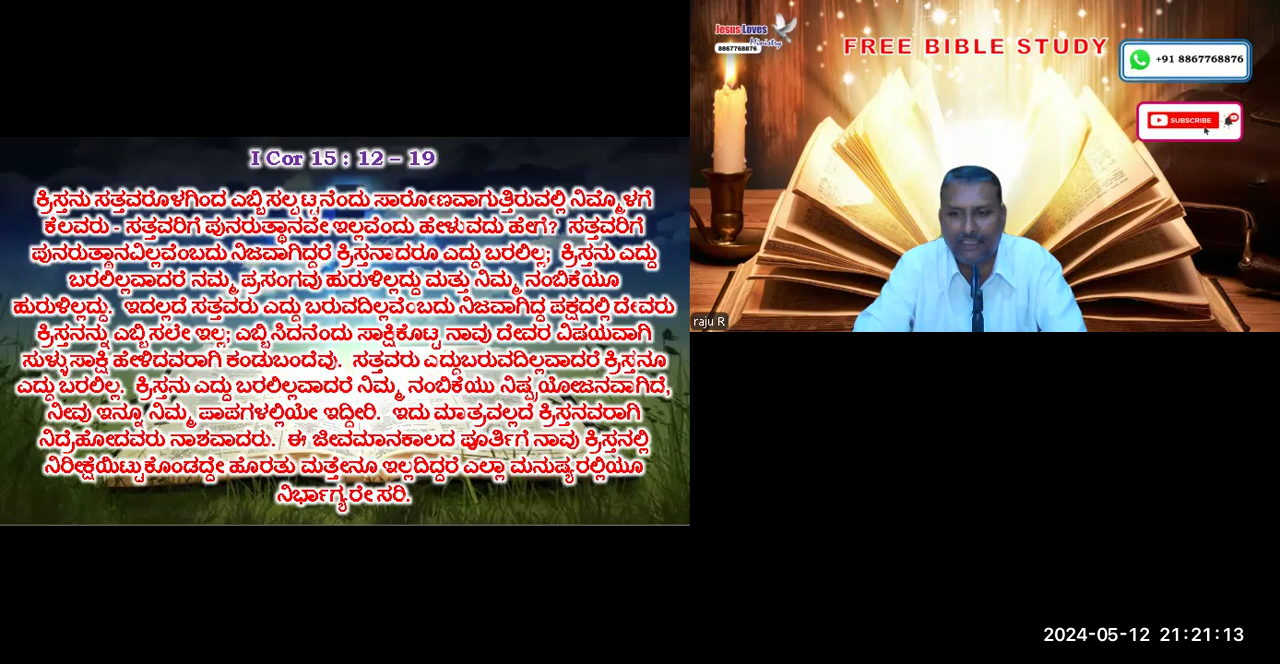 I Cor 15 : 12 – 19
ಕ್ರಿಸ್ತನು ಸತ್ತವರೊಳಗಿಂದ ಎಬ್ಬಿಸಲ್ಪಟ್ಟನೆಂದು ಸಾರೋಣವಾಗುತ್ತಿರುವಲ್ಲಿ ನಿಮ್ಮೊಳಗೆ
ಕೆಲವರು - ಸತ್ತವರಿಗೆ ಪುನರುತ್ಥಾನವೇ ಇಲ್ಲವೆಂದು ಹೇಳುವದು ಹೇಗೆ? ಸತ್ತವರಿಗೆ
ಪುನರುತ್ಥಾನವಿಲ್ಲವೆಂಬದು ನಿಜವಾಗಿದ್ದರೆ ಕ್ರಿಸ್ತನಾದರೂ ಎದ್ದು ಬರಲಿಲ್ಲ; ಕ್ರಿಸ್ತನು ಎದ್ದು
ಬರಲಿಲ್ಲವಾದರೆ ನಮ್ಮ ಪ್ರಸಂಗವು ಹುರುಳಿಲ್ಲದ್ದು ಮತ್ತು ನಿಮ್ಮ ನಂಬಿಕೆಯೂ
ಹುರುಳಿಲ್ಲದ್ದು. ಇದಲ್ಲದೆ ಸತ್ತವರು ಎದ್ದು ಬರುವದಿಲ್ಲವೆಂಬದು ನಿಜವಾಗಿದ್ದ ಪಕ್ಷದಲ್ಲಿ ದೇವರು
ಕ್ರಿಸ್ತನನ್ನು ಎಬ್ಬಿಸಲೇ ಇಲ್ಲ; ಎಬ್ಬಿಸಿದನೆಂದು ಸಾಕ್ಷಿಕೊಟ್ಟ ನಾವು ದೇವರ ವಿಷಯವಾಗಿ
ಸುಳ್ಳುಸಾಕ್ಷಿ ಹೇಳಿದವರಾಗಿ ಕಂಡುಬಂದೆವು. ಸತ್ತವರು ಎದ್ದುಬರುವದಿಲ್ಲವಾದರೆ ಕ್ರಿಸ್ತನೂ
ಎದ್ದು ಬರಲಿಲ್ಲ. ಕ್ರಿಸ್ತನು ಎದ್ದು ಬರಲಿಲ್ಲವಾದರೆ ನಿಮ್ಮ ನಂಬಿಕೆಯು ನಿಷ್ಪ್ರಯೋಜನವಾಗಿದೆ,
ನೀವು ಇನ್ನೂ ನಿಮ್ಮ ಪಾಪಗಳಲ್ಲಿಯೇ ಇದ್ದೀರಿ. ಇದು ಮಾತ್ರವಲ್ಲದೆ ಕ್ರಿಸ್ತನವರಾಗಿ
ನಿದ್ರೆಹೋದವರು ನಾಶವಾದರು. ಈ ಜೀವಮಾನಕಾಲದ ಪೂರ್ತಿಗೆ ನಾವು ಕ್ರಿಸ್ತನಲ್ಲಿ
ನಿರೀಕ್ಷೆಯಿಟ್ಟುಕೊಂಡದ್ದೇ ಹೊರತು ಮತ್ತೇನೂ ಇಲ್ಲದಿದ್ದರೆ ಎಲ್ಲಾ ಮನುಷ್ಯರಲ್ಲಿಯೂ
ನಿರ್ಭಾಗ್ಯರೇ ಸರಿ.
Jesus Loves
Ministry
8867768876
FREE BIBLE STUDY
+91 8867768876
SUBSCRIBE
raju R
2024-05-12 21:21:13